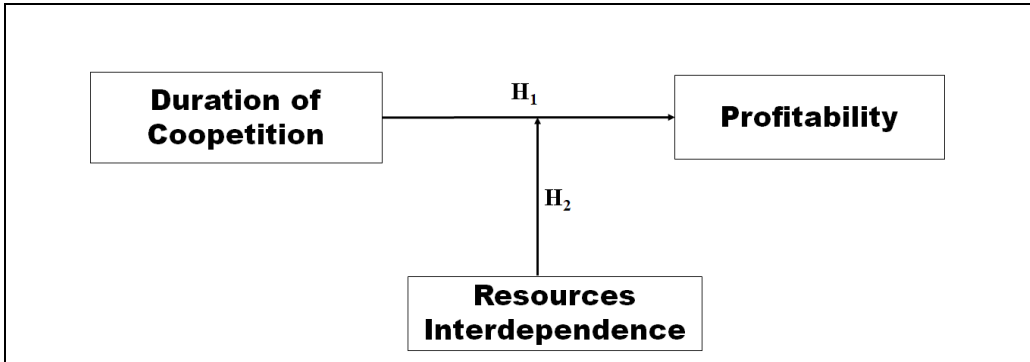 Duration of
Coopetition
H₁
Profitability
H₂
Resources
Interdependence